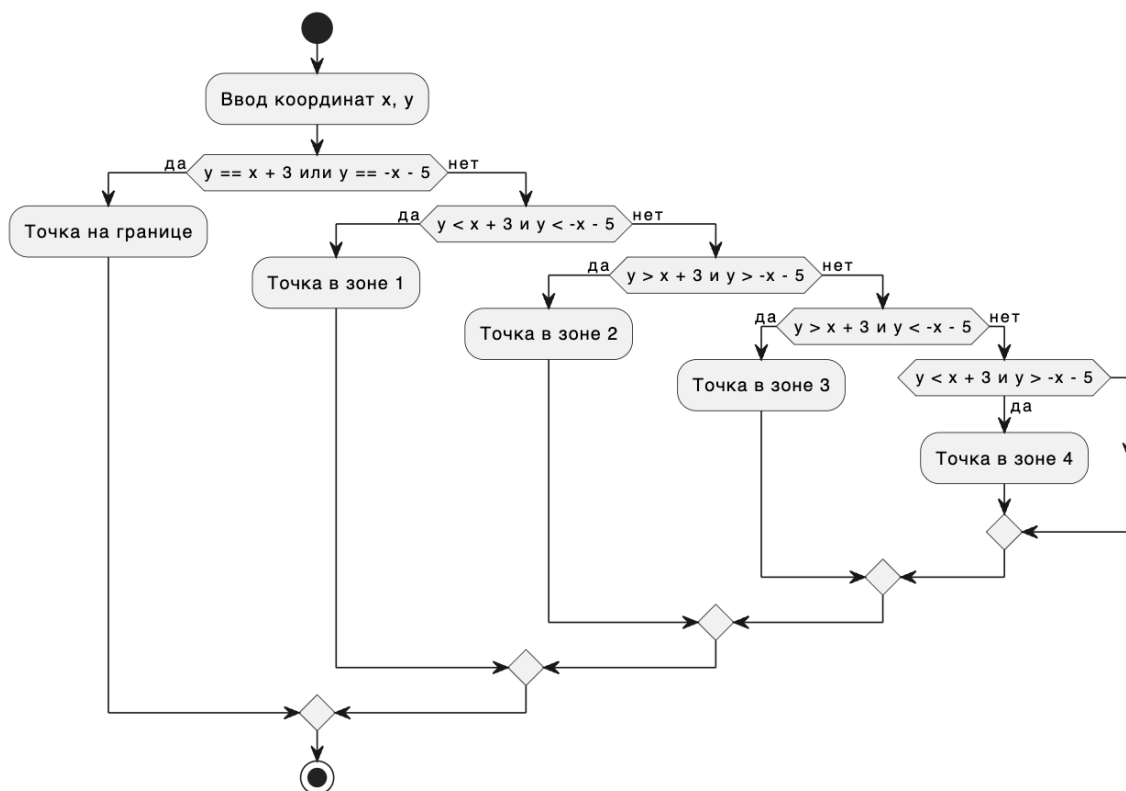 Ввод координат x, y
да
y == x + 3 или y == -x - 5
нет
Точка на границе
да
y < x + 3 и y < -x - 5
нет
Точка в зоне 1
да
y > x + 3 и y > -x - 5
нет
Точка в зоне 2
да
y > x + 3 и y < -x - 5
нет
Точка в зоне 3
y < x + 3 и y > -x - 5
да
Точка в зоне 4